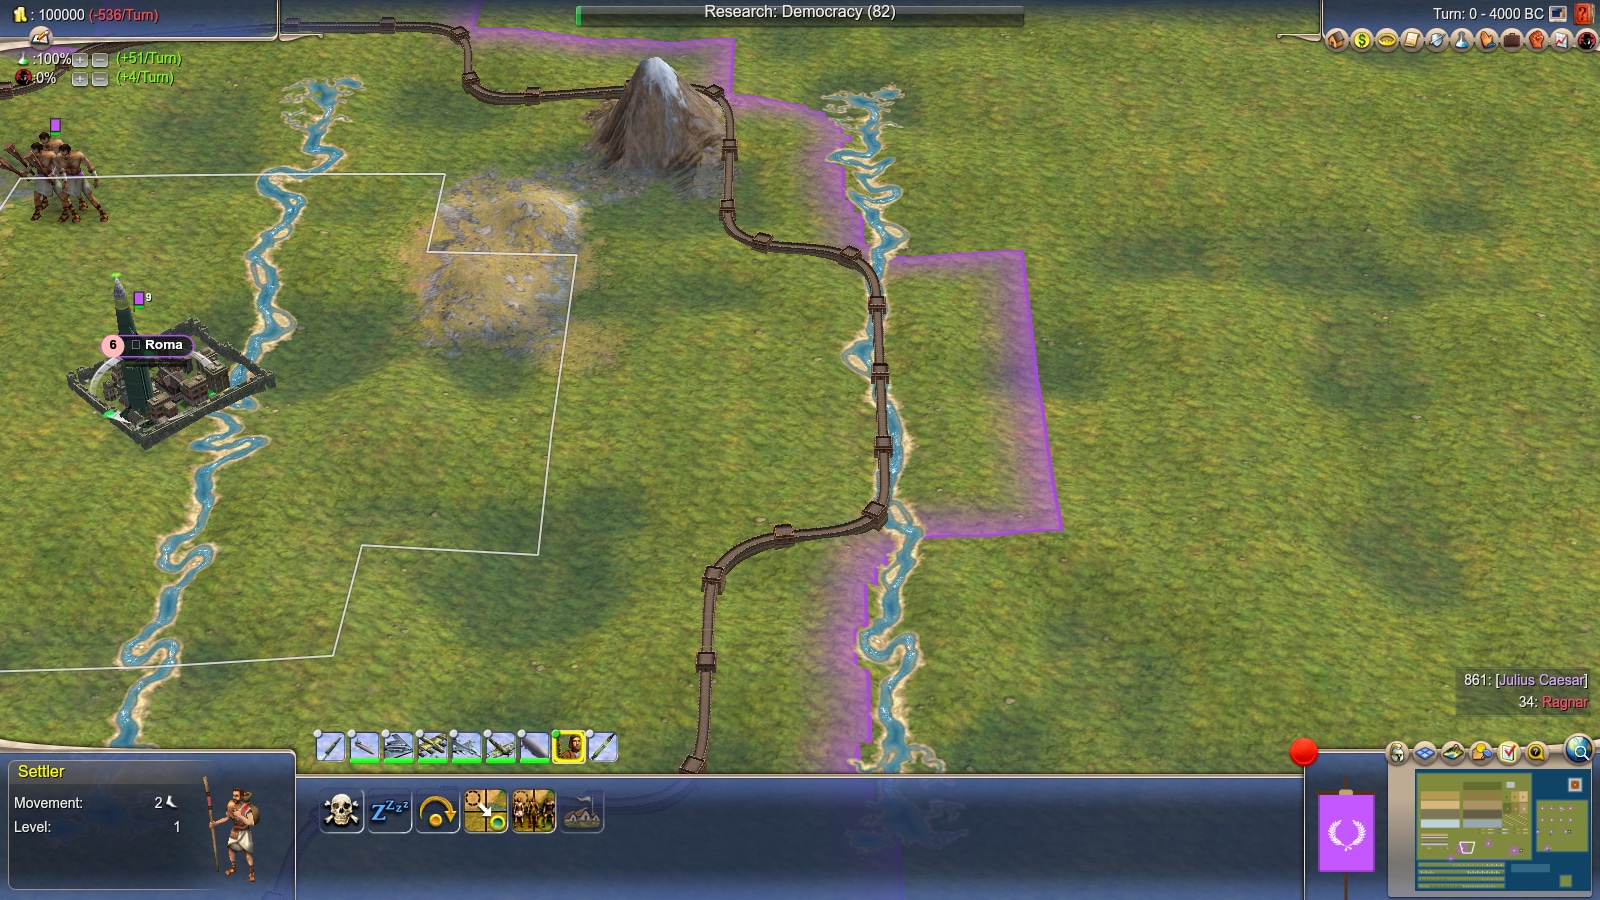 : 100000 (-536/Turn)
Research: Democracy (82)
Turn: 0 - 4000 BC
:100% + - (+51/Turn)
:0% + - (+4/Turn)
9
6 Roma
861: [Julius Caesar]
34: Ragnar
Settler
Movement: 2
Level: 1
ZZzzz